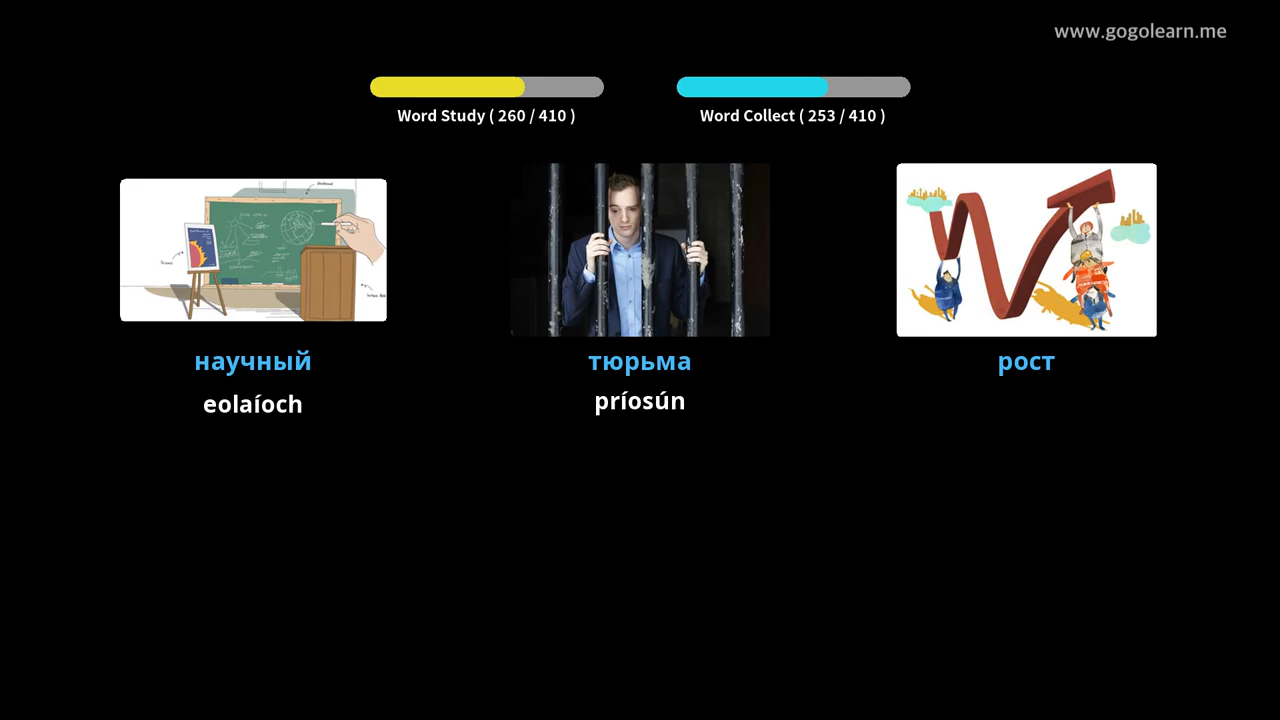 www.gogolearn.me
Word Study ( 260 / 410 )
Word Collect ( 253 / 410 )
научный
тюрьма
рост
eolaíoch
príosún